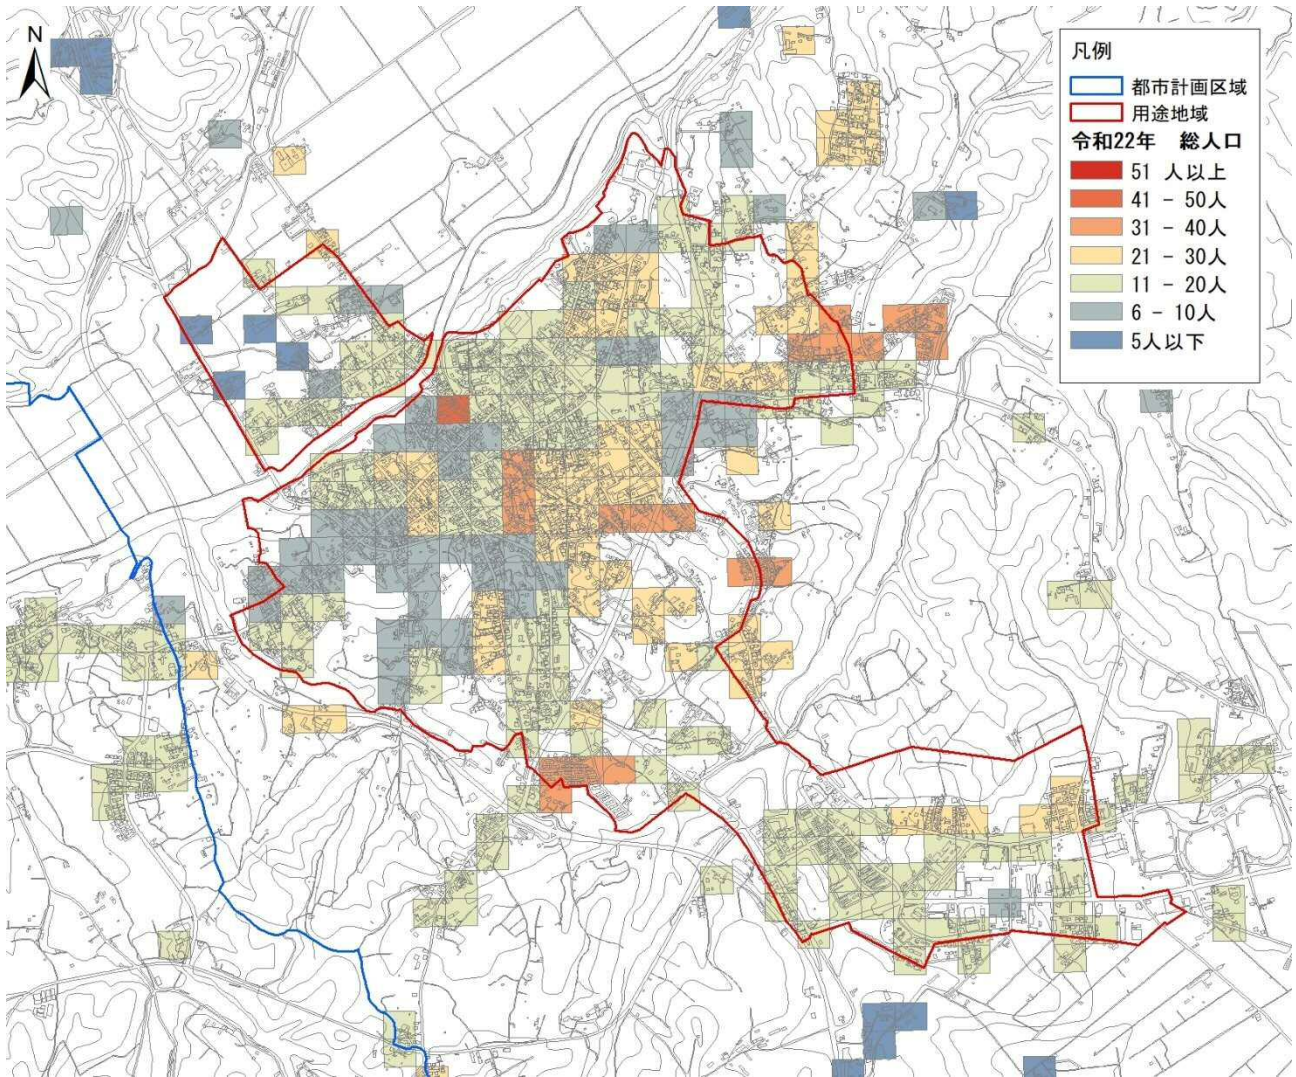 N
凡例
都市計画区域
用途地域
令和22年 総人口
51 人以上
41 - 50人
31 - 40人
21 - 30人
11 - 20人
6 - 10人
5人以下